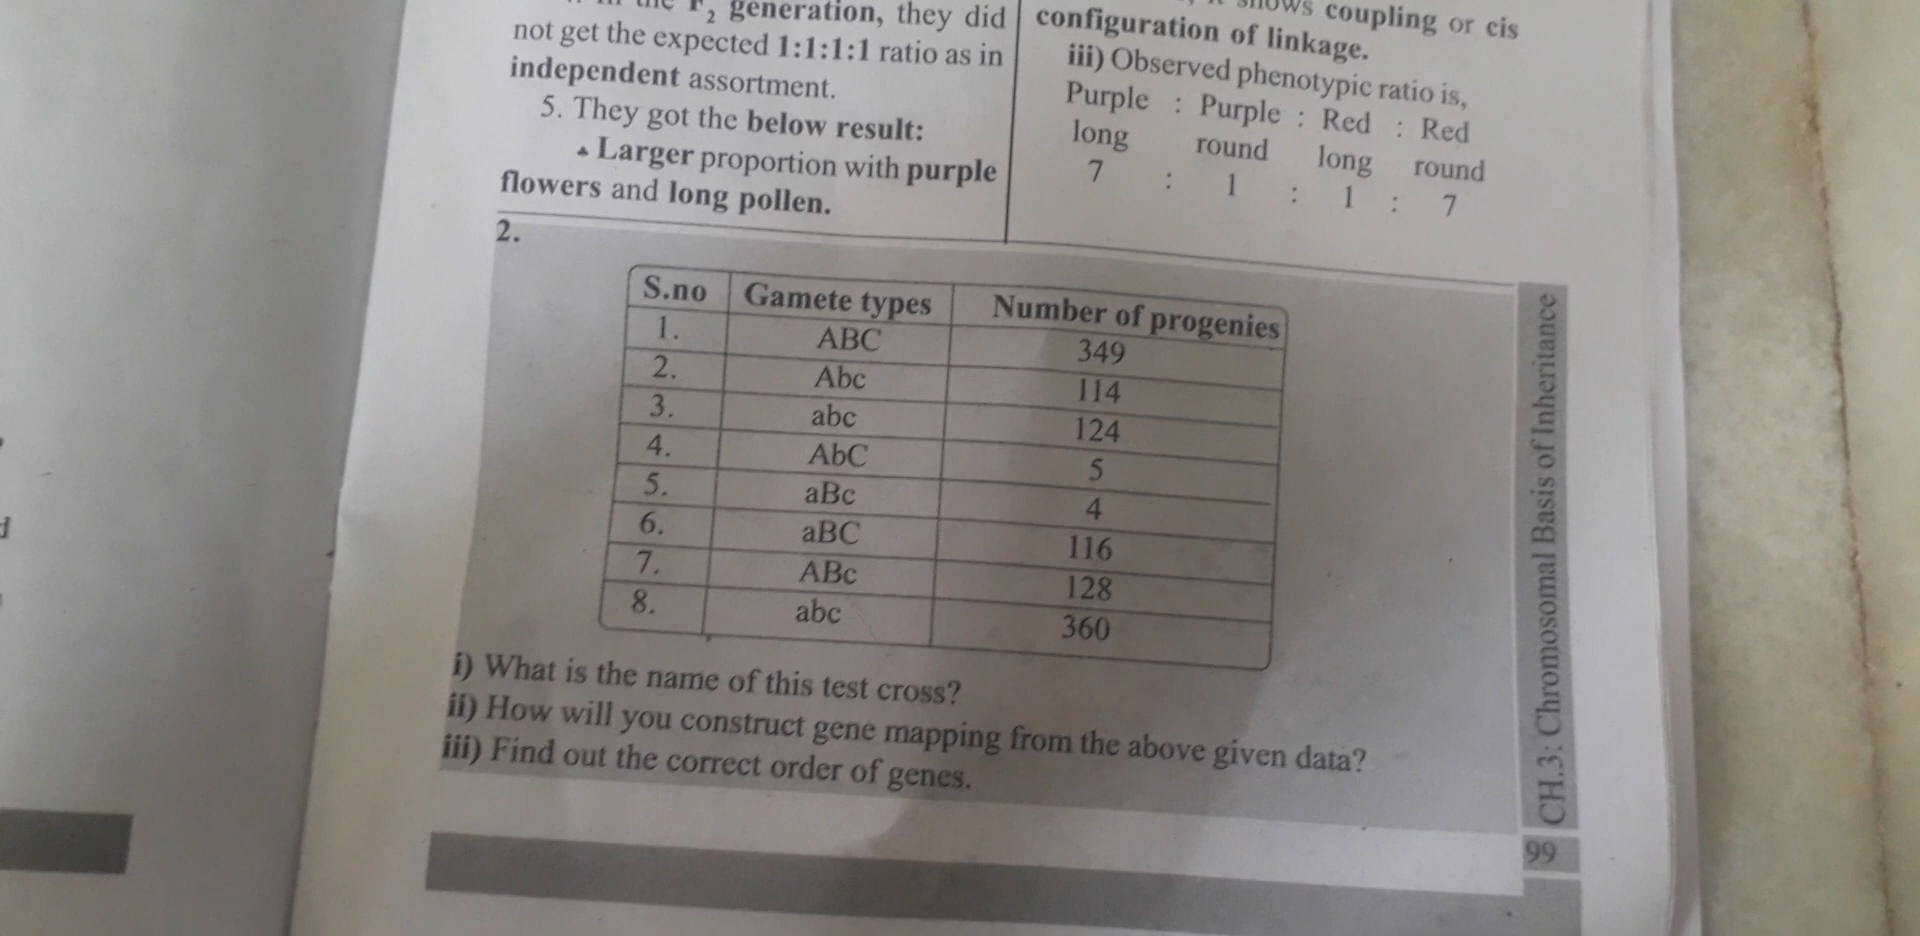 F₂ generation, they did
not get the expected 1:1:1:1 ratio as in
independent assortment.
5. They got the below result:
♣ Larger proportion with purple
flowers and long pollen.
shows coupling or cis
configuration of linkage.
iii) Observed phenotypic ratio is,
Purple : Purple : Red : Red
long round long round
7 : 1 : 1 : 7
2.
S.no Gamete types Number of progenies
1. ABC 349
2. Abc 114
3. abc 124
4. AbC 5
5. aBc 4
6. aBC 116
7. ABc 128
8. abc 360
i) What is the name of this test cross?
ii) How will you construct gene mapping from the above given data?
iii) Find out the correct order of genes.
CH.3: Chromosomal Basis of Inheritance
99